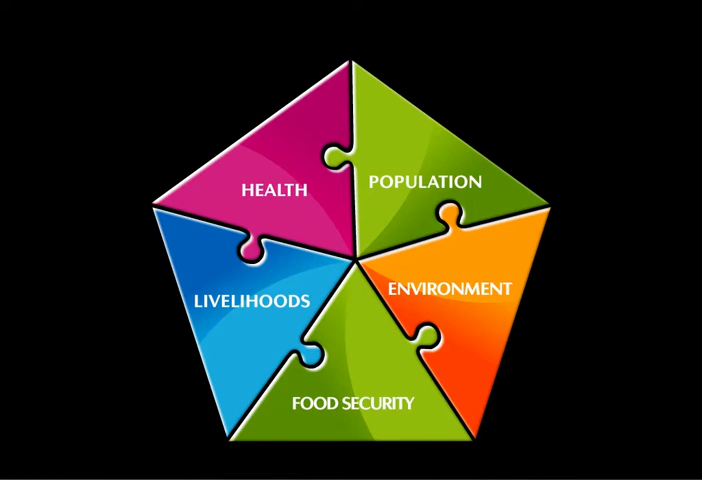 POPULATION
HEALTH
ENVIRONMENT
LIVELIHOODS
FOOD SECURITY